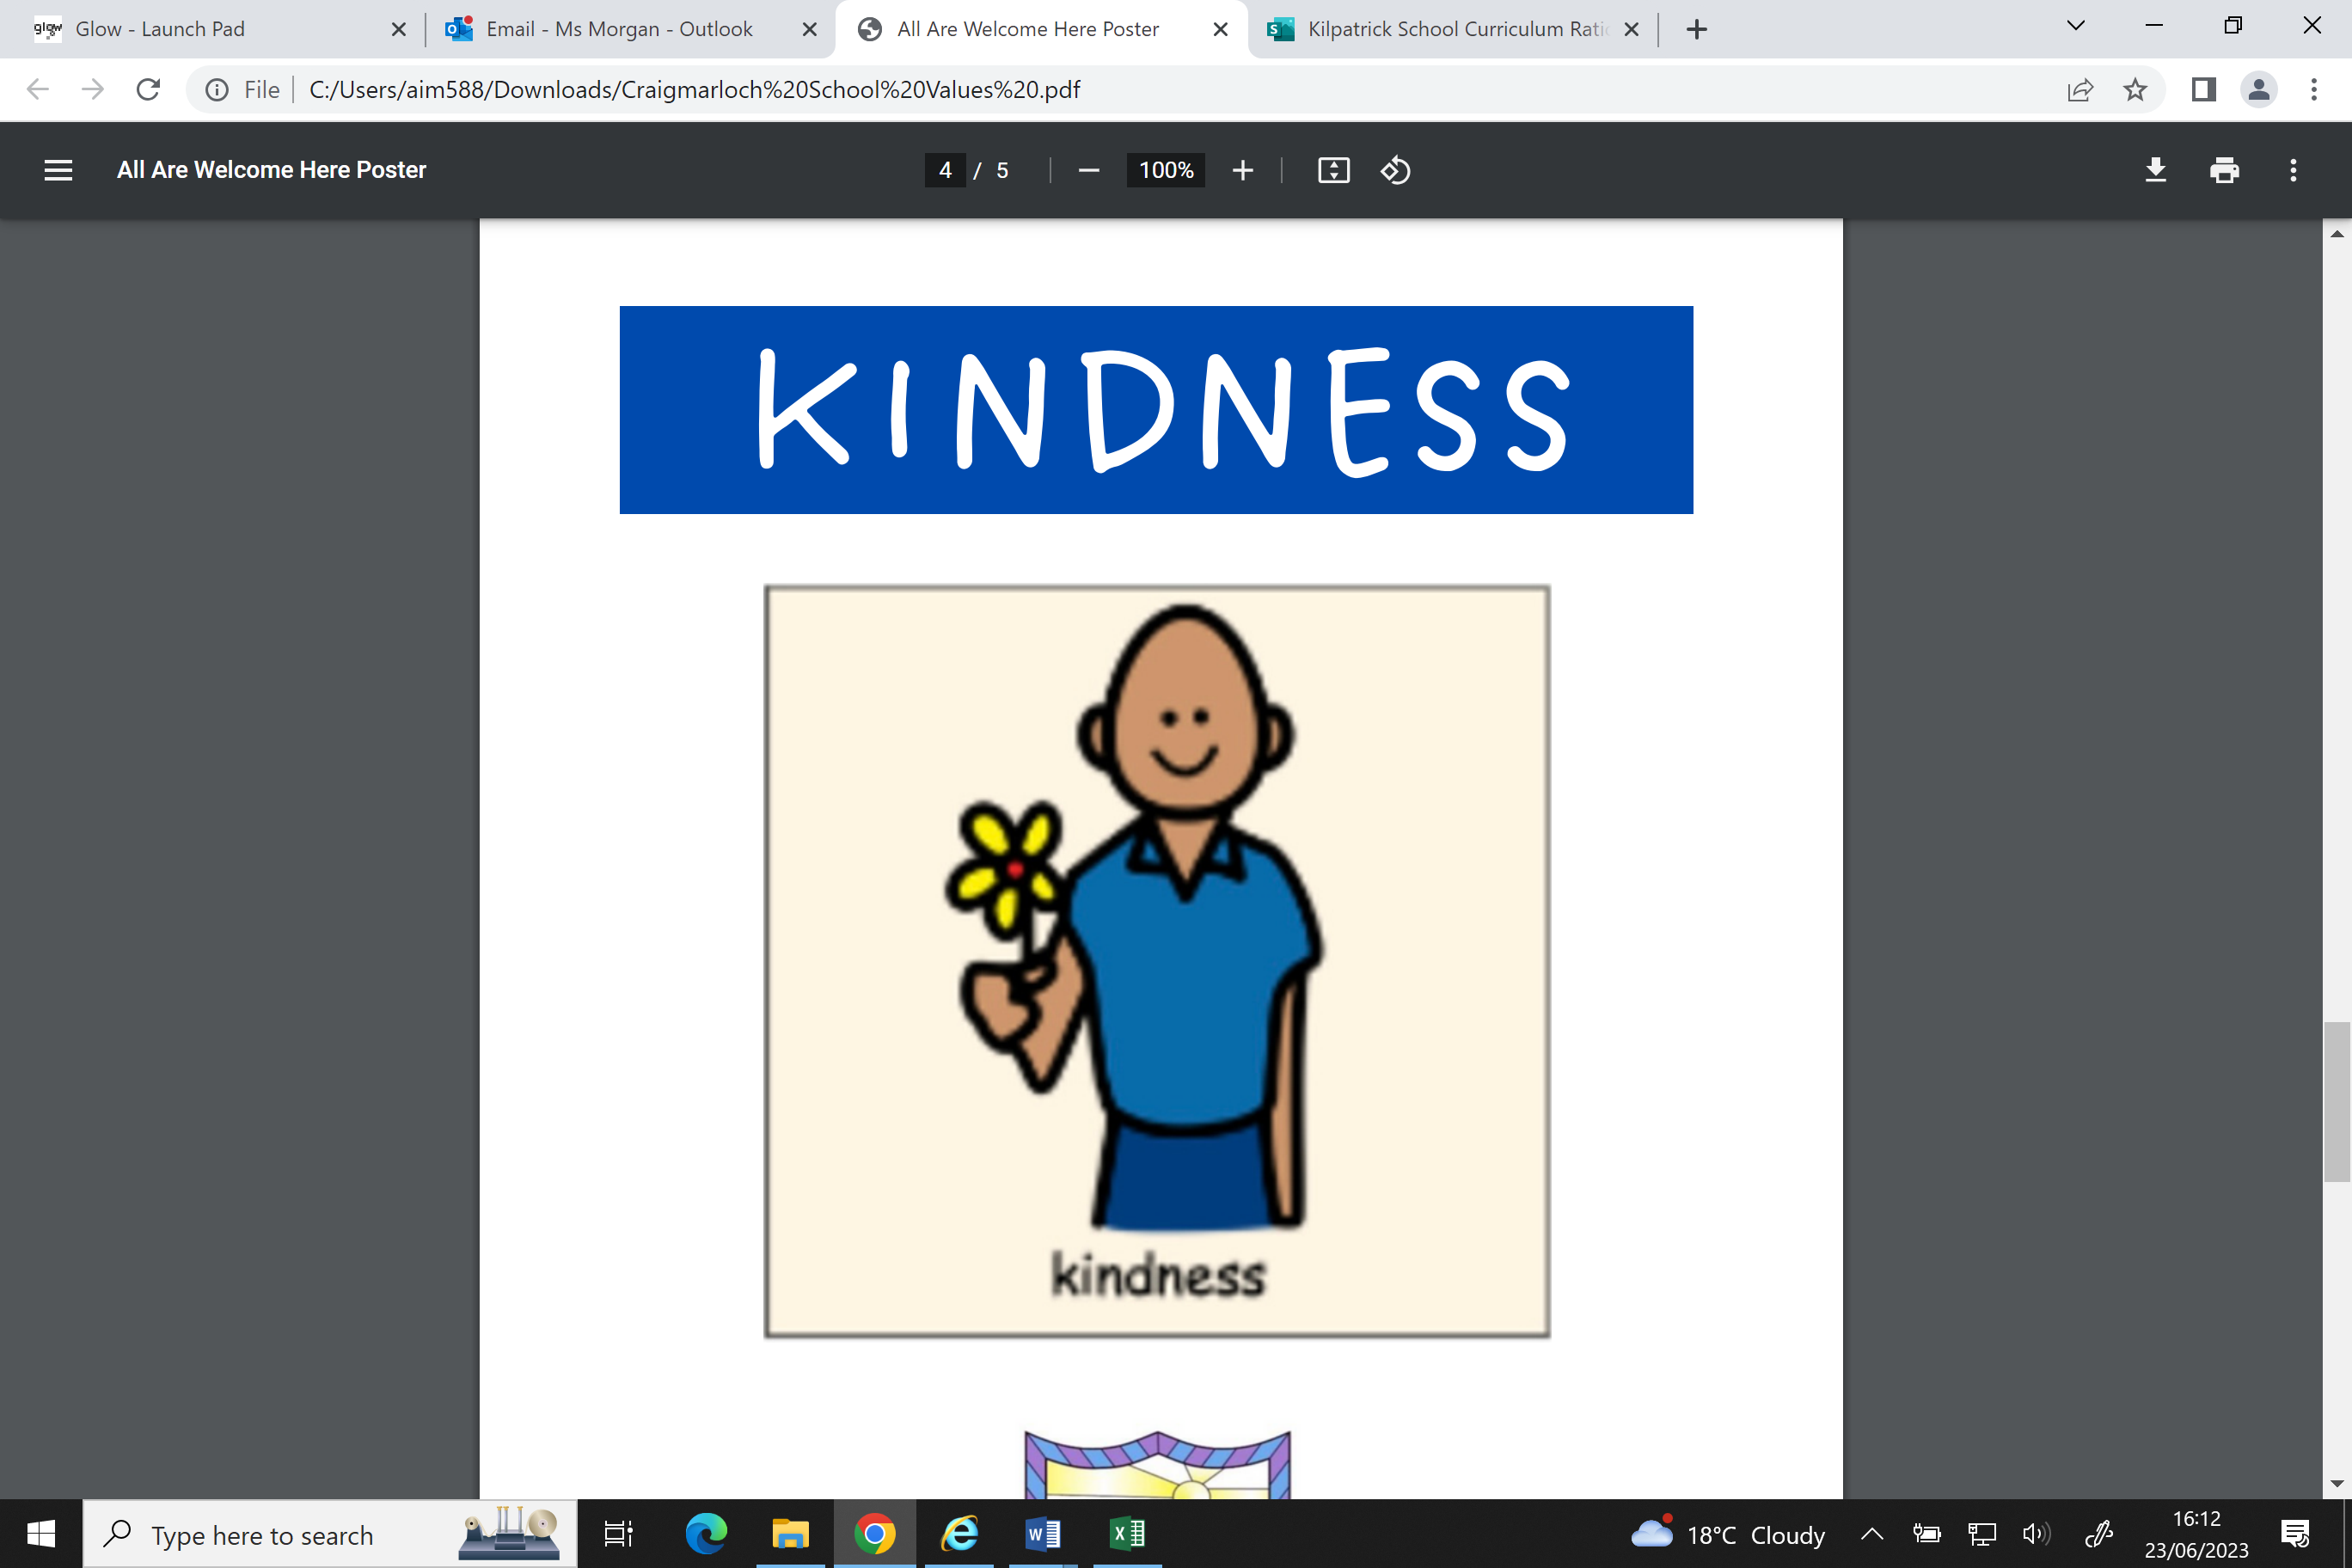 glow Glow - Launch Pad
Email - Ms Morgan - Outlook
All Are Welcome Here Poster
Kilpatrick School Curriculum Ratio
File
C:/Users/aim588/Downloads/Craigmarloch%20School%20Values%20.pdf
All Are Welcome Here Poster
4 / 5
100%
KINDNESS
kindness
Type here to search
18°C Cloudy
16:12
23/06/2023